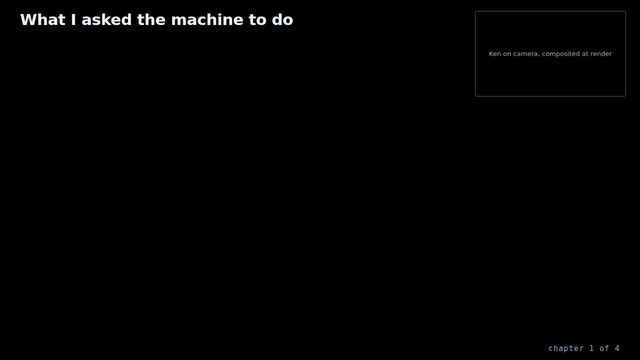 What I asked the machine to do
Ken on camera, composited at render
chapter 1 of 4